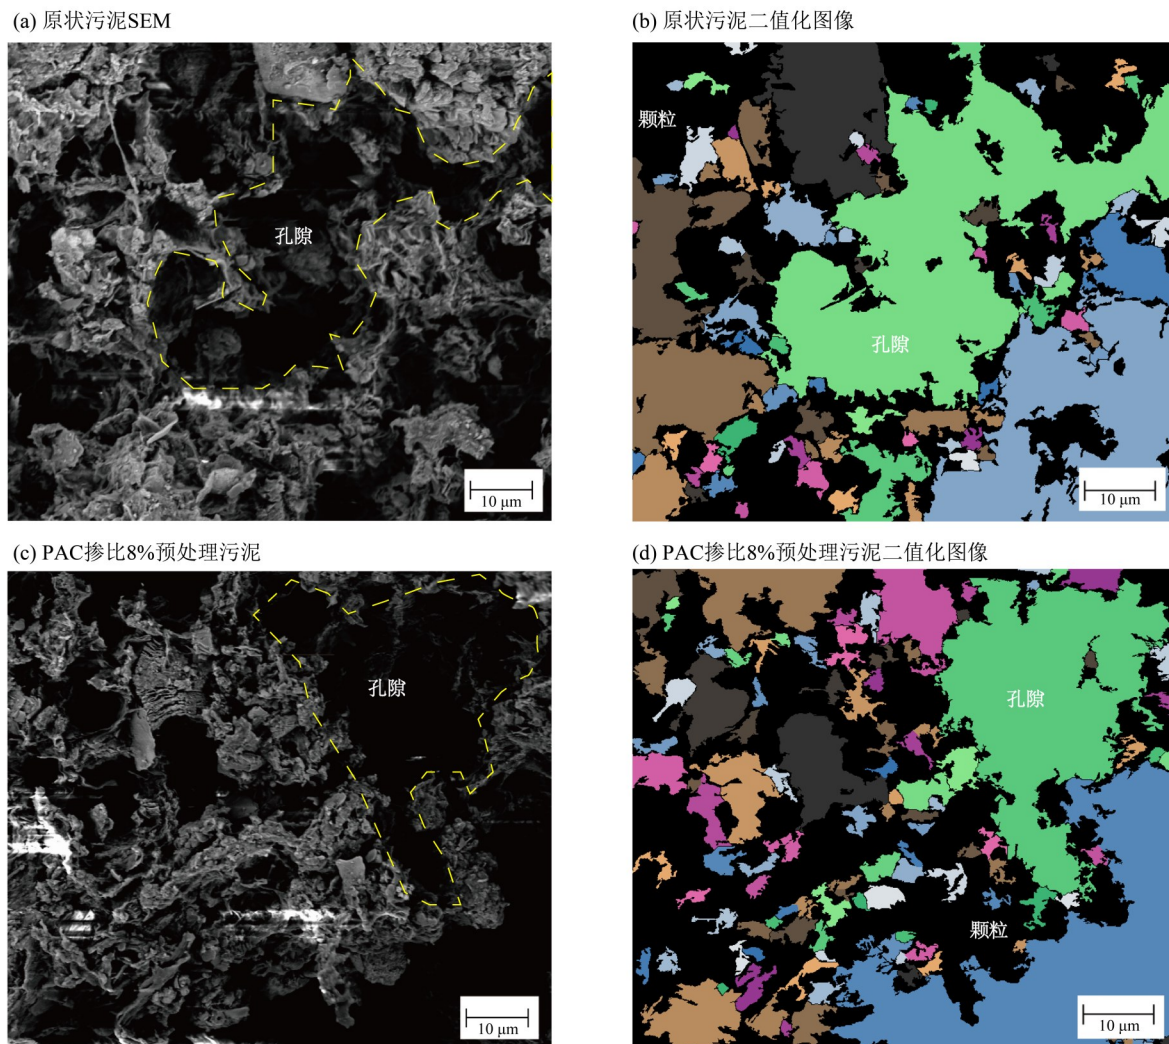 (a) 原状污泥SEM
(b) 原状污泥二值化图像
颗粒
孔隙
孔隙
10 μm
10 μm
(c) PAC掺比8%预处理污泥
(d) PAC掺比8%预处理污泥二值化图像
孔隙
孔隙
颗粒
10 μm
10 μm